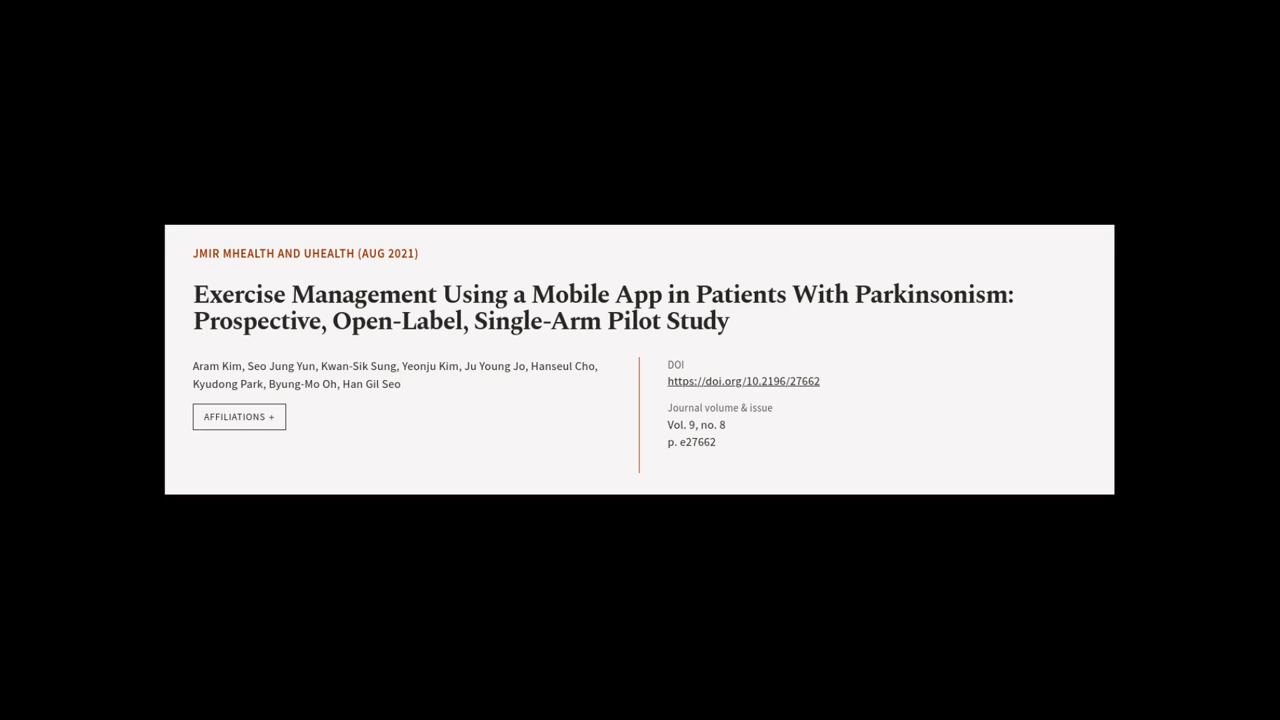 JMIR MHEALTH AND UHEALTH (AUG 2021)
Exercise Management Using a Mobile App in Patients With Parkinsonism:
Prospective, Open-Label, Single-Arm Pilot Study
Aram Kim, Seo Jung Yun, Kwan-Sik Sung, Yeonju Kim, Ju Young Jo, Hanseul Cho,
Kyudong Park, Byung-Mo Oh, Han Gil Seo
AFFILIATIONS +
DOI
https://doi.org/10.2196/27662
Journal volume & issue
Vol. 9, no. 8
p. e27662